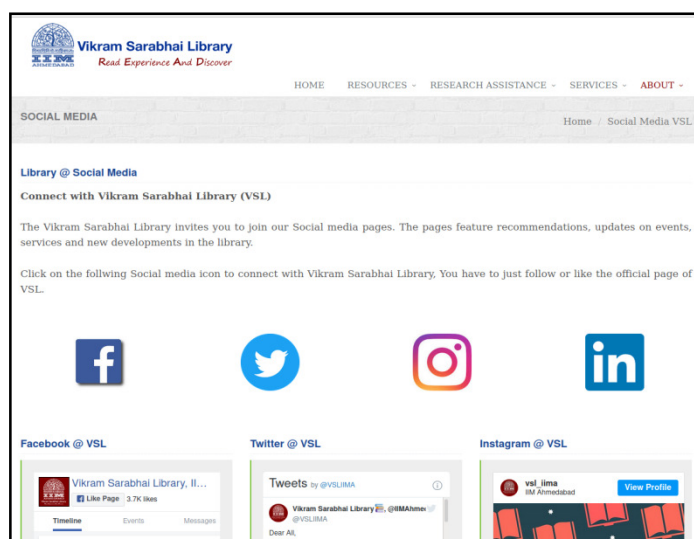 Vikram Sarabhai Library
IIM
AHMEDABAD
Read Experience And Discover
HOME RESOURCES RESEARCH ASSISTANCE SERVICES ABOUT
SOCIAL MEDIA
Home / Social Media VSL
Library @ Social Media
Connect with Vikram Sarabhai Library (VSL)
The Vikram Sarabhai Library invites you to join our Social media pages. The pages feature recommendations, updates on events,
services and new developments in the library.
Click on the follwing Social media icon to connect with Vikram Sarabhai Library, You have to just follow or like the official page of
VSL.
f
in
Facebook @ VSL Twitter @ VSL Instagram @ VSL
Vikram Sarabhai Library, II...
Like Page 3.7K likes
Timeline Events Messages
Tweets by @VSLIIMA
Vikram Sarabhai Library , @IIMAhme
@VSLIIMA
Dear All,
vsl_iima
IIM Ahmedabad
View Profile